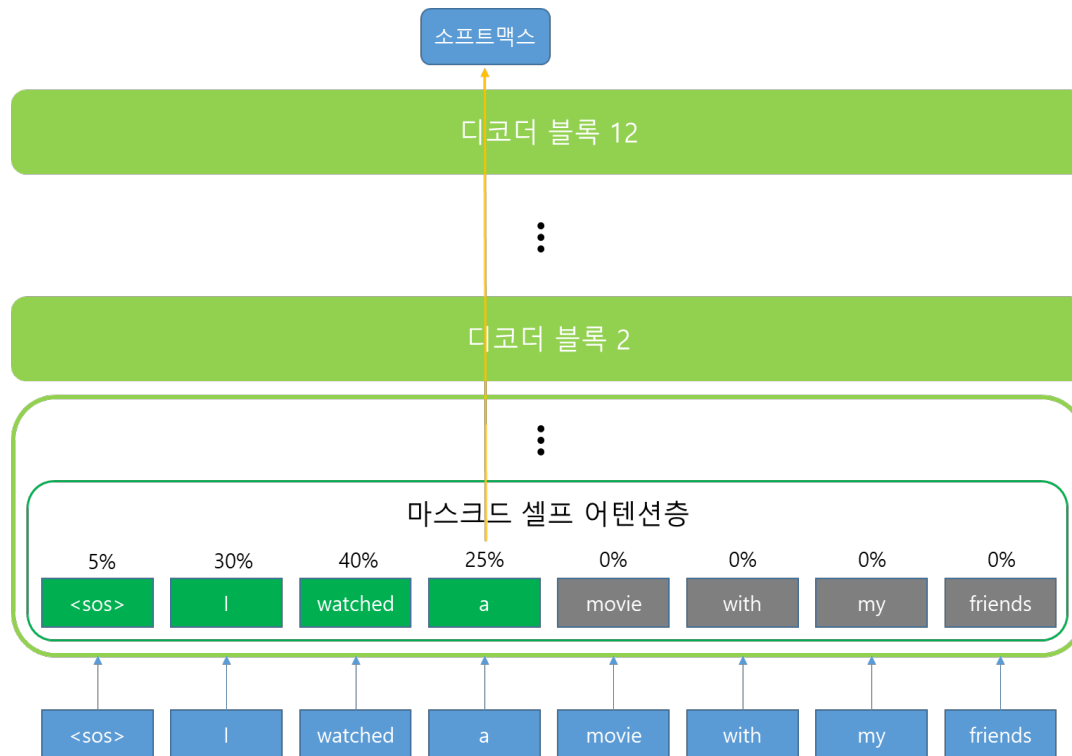 소프트맥스
디코더 블록 12
디코더 블록 2
마스크드 셀프 어텐션층
5% 30% 40% 25% 0% 0% 0% 0%
<sos> I watched a movie with my friends
<sos> I watched a movie with my friends